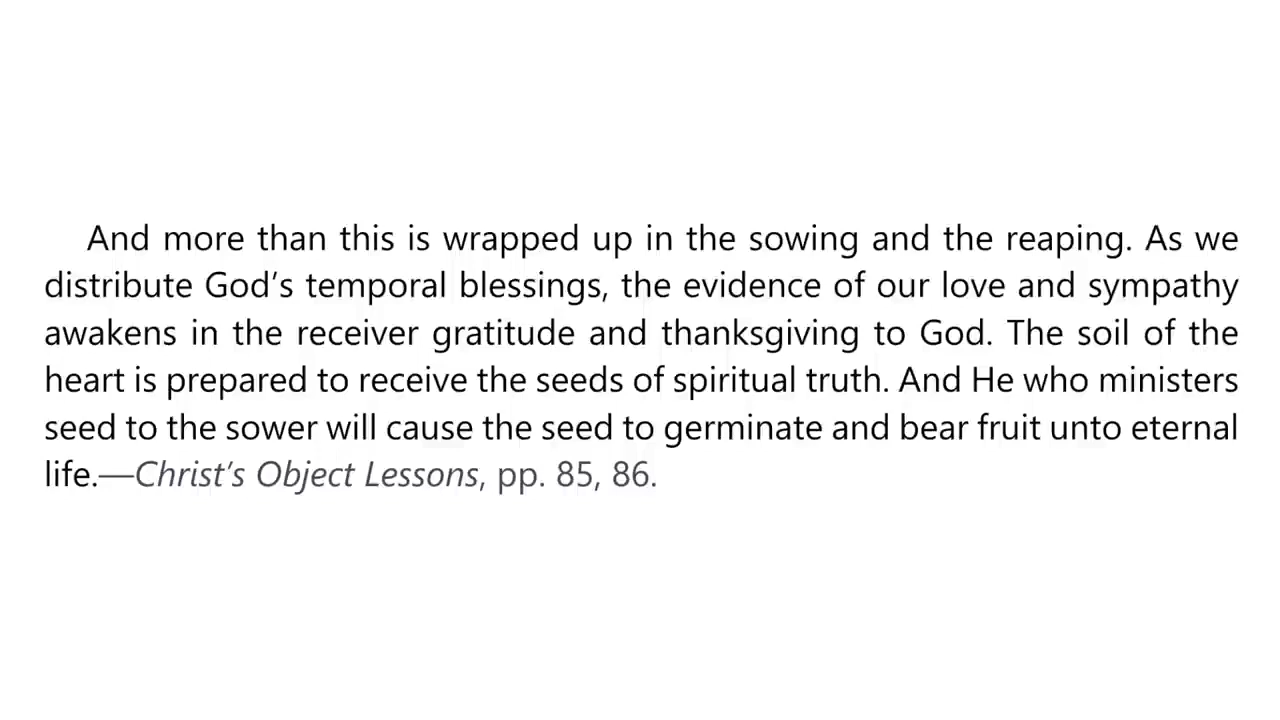 And more than this is wrapped up in the sowing and the reaping. As we
distribute God’s temporal blessings, the evidence of our love and sympathy
awakens in the receiver gratitude and thanksgiving to God. The soil of the
heart is prepared to receive the seeds of spiritual truth. And He who ministers
seed to the sower will cause the seed to germinate and bear fruit unto eternal
life.—Christ’s Object Lessons, pp. 85, 86.